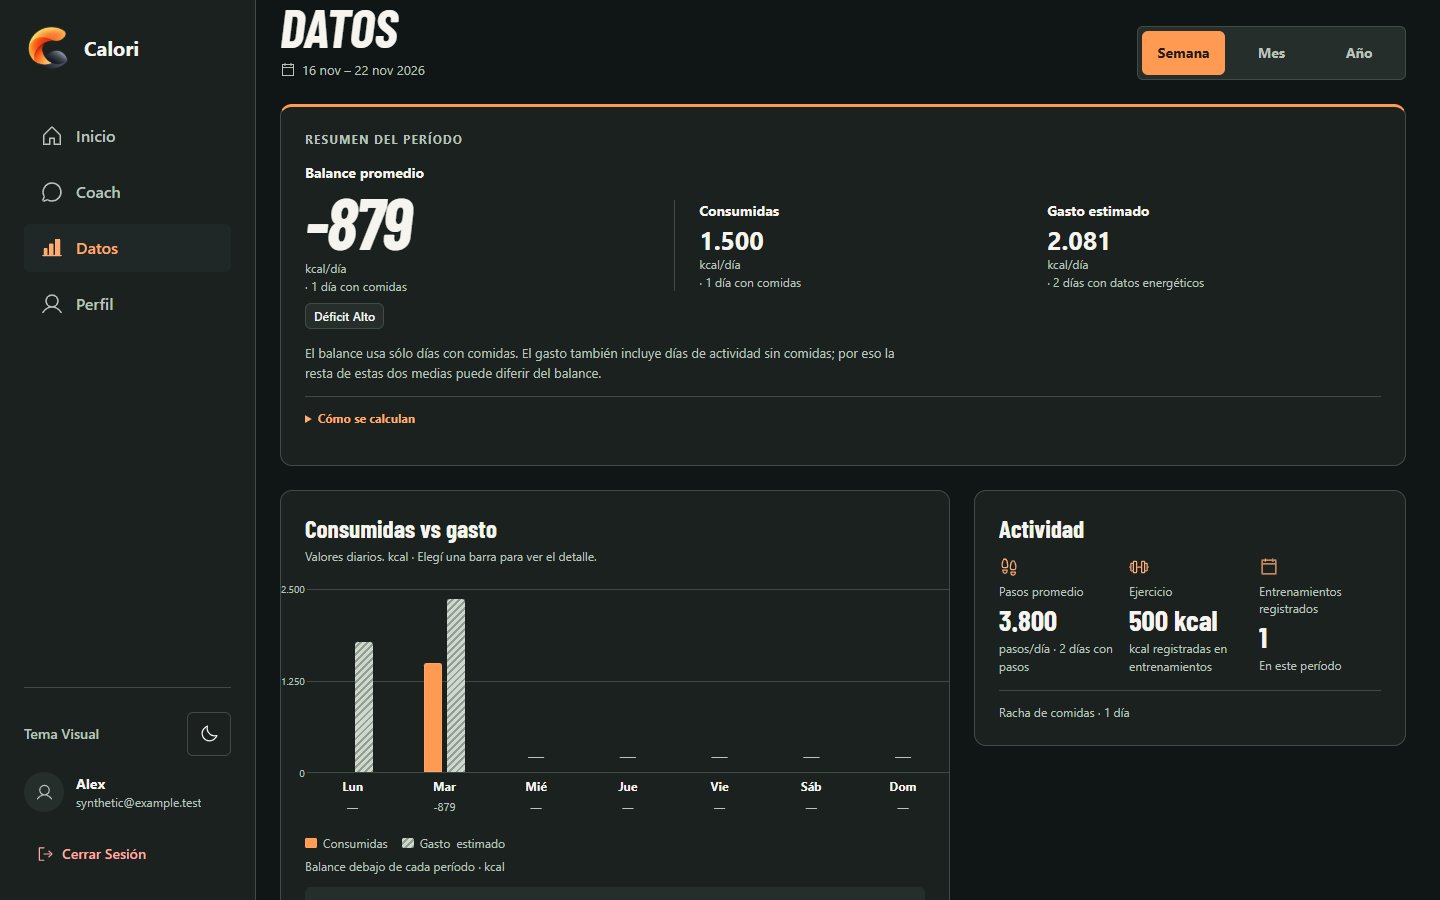 Calori
Inicio
Coach
Datos
Perfil
Tema Visual
Alex
synthetic@example.test
Cerrar Sesión
DATOS
16 nov – 22 nov 2026
Semana
Mes
Año
RESUMEN DEL PERÍODO
Balance promedio
-879
kcal/día
· 1 día con comidas
Déficit Alto
Consumidas
1.500
kcal/día
· 1 día con comidas
Gasto estimado
2.081
kcal/día
· 2 días con datos energéticos
El balance usa sólo días con comidas. El gasto también incluye días de actividad sin comidas; por eso la
resta de estas dos medias puede diferir del balance.
Cómo se calculan
Consumidas vs gasto
Valores diarios. kcal · Elegí una barra para ver el detalle.
2.500
1.250
0
Lun Mar Mié Jue Vie Sáb Dom
— -879 — — — — —
Consumidas Gasto estimado
Balance debajo de cada período · kcal
Actividad
Pasos promedio
3.800
pasos/día · 2 días con
pasos
Ejercicio
500 kcal
kcal registradas en
entrenamientos
Entrenamientos
registrados
1
En este período
Racha de comidas · 1 día